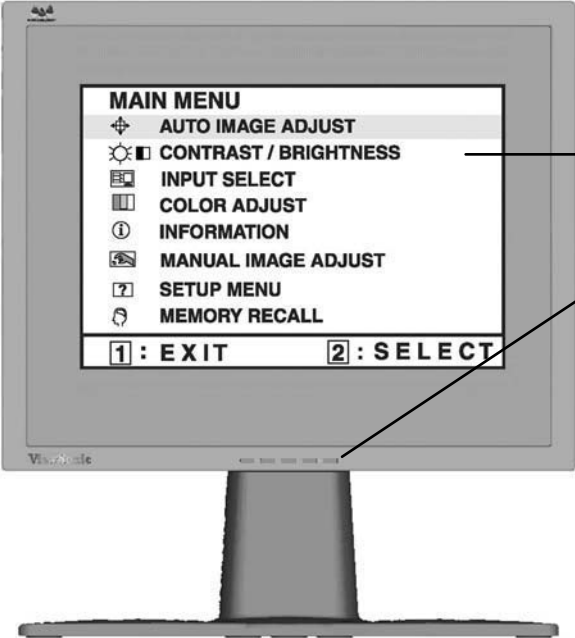 MAIN MENU
AUTO IMAGE ADJUST
CONTRAST / BRIGHTNESS
INPUT SELECT
COLOR ADJUST
INFORMATION
MANUAL IMAGE ADJUST
? SETUP MENU
MEMORY RECALL
1 : EXIT 2 : SELECT
ViewSonic